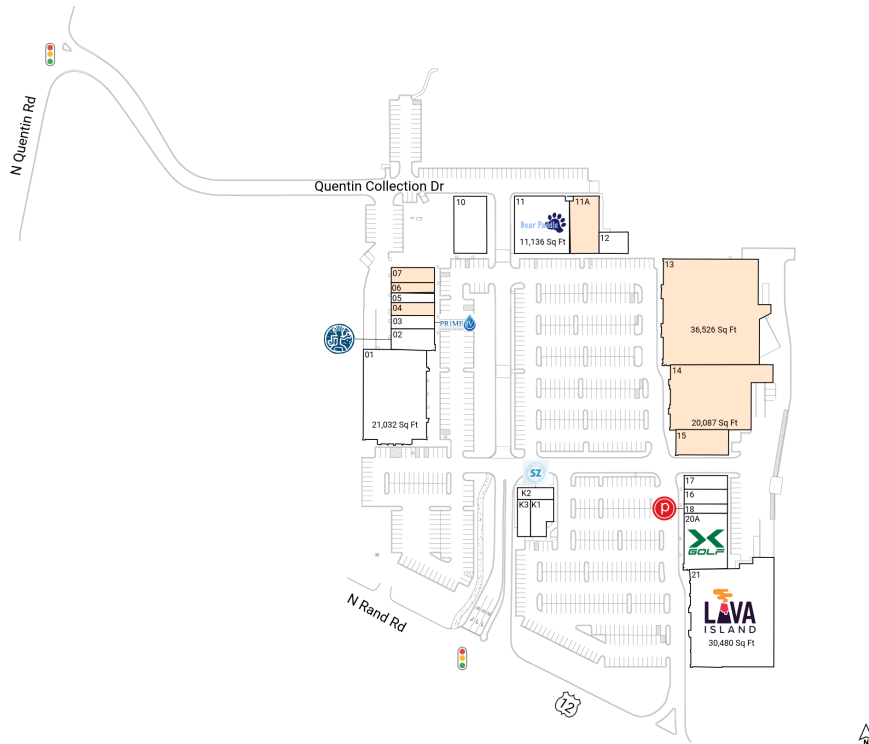 N Quentin Rd
Quentin Collection Dr
10
11
11A
Bear Paddle
11,136 Sq Ft
12
13
07
06
05
04
03
PRIME IV
02
36,526 Sq Ft
01
14
21,032 Sq Ft
20,087 Sq Ft
15
SZ
17
K2
16
K3
K1
P
18
20A
X
GOLF
21
LAVA
ISLAND
N Rand Rd
30,480 Sq Ft
12
N